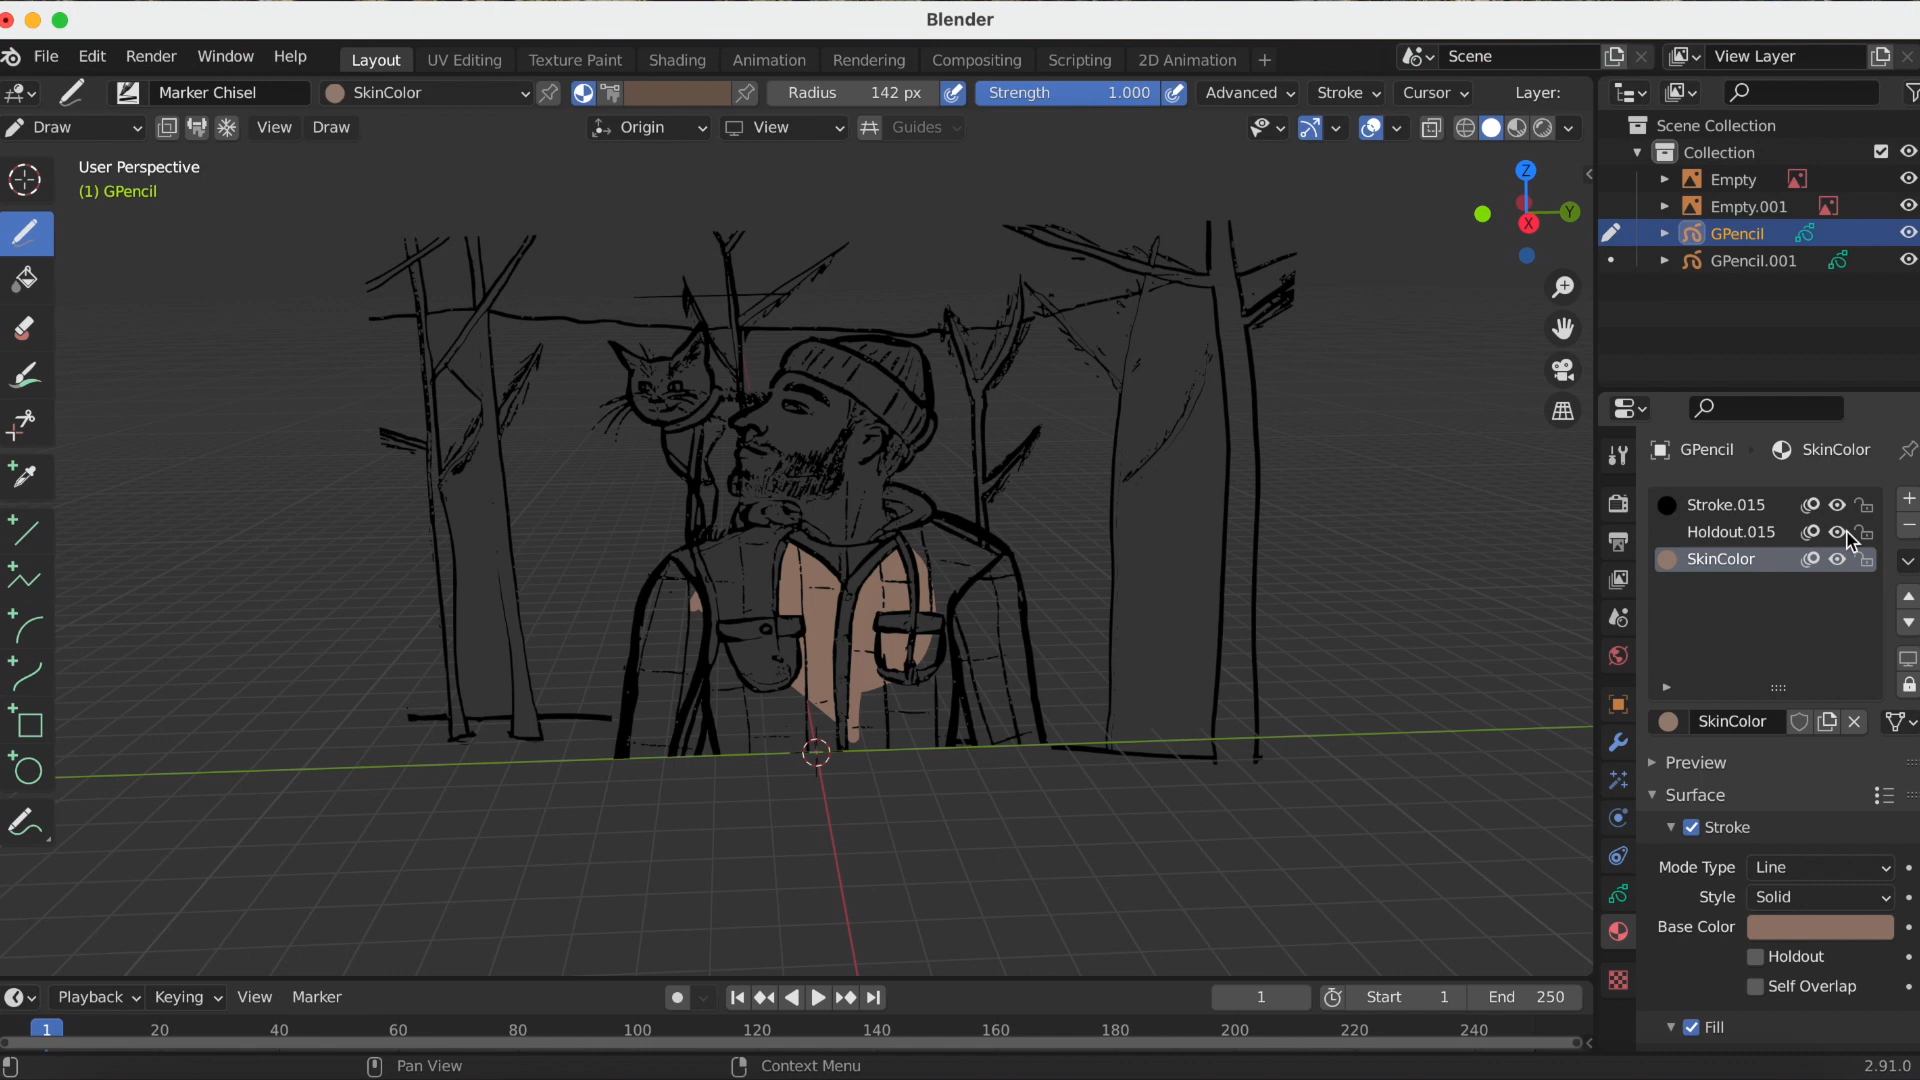 Blender
File Edit Render Window Help Layout UV Editing Texture Paint Shading Animation Rendering Compositing Scripting 2D Animation + Scene View Layer
Marker Chisel SkinColor Radius 142 px Strength 1.000 Advanced Stroke Cursor Layer:
Draw View Draw Origin View Guides
User Perspective
(1) GPencil
Z
Y
X
Scene Collection
Collection
Empty
Empty.001
GPencil
GPencil.001
GPencil SkinColor
Stroke.015
Holdout.015
SkinColor
SkinColor
Preview
Surface
Stroke
Mode Type Line
Style Solid
Base Color
Holdout
Self Overlap
Fill
Playback Keying View Marker 1 Start 1 End 250
1 20 40 60 80 100 120 140 160 180 200 220 240
Pan View Context Menu 2.91.0